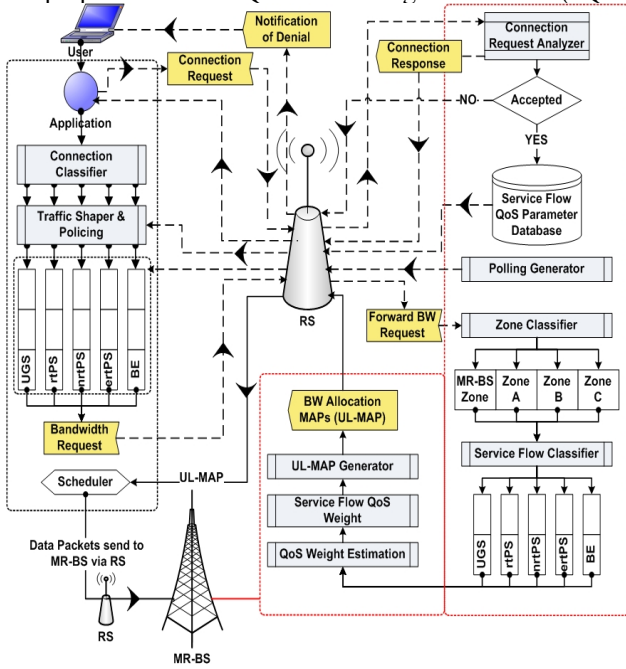 User
Notification
of Denial
Connection
Request
Connection
Response
Connection
Request Analyzer
Accepted
NO
YES
Application
Connection
Classifier
Traffic Shaper &
Policing
Service Flow
QoS Parameter
Database
Polling Generator
RS
Forward BW
Request
Zone Classifier
UGS
rtPS
nrtPS
ertPS
BE
MR-BS
Zone
Zone
A
Zone
B
Zone
C
BW Allocation
MAPs (UL-MAP)
Bandwidth
Request
UL-MAP Generator
Service Flow Classifier
Scheduler
UL-MAP
Service Flow QoS
Weight
QoS Weight Estimation
UGS
rtPS
nrtPS
ertPS
BE
Data Packets send to
MR-BS via RS
RS
MR-BS